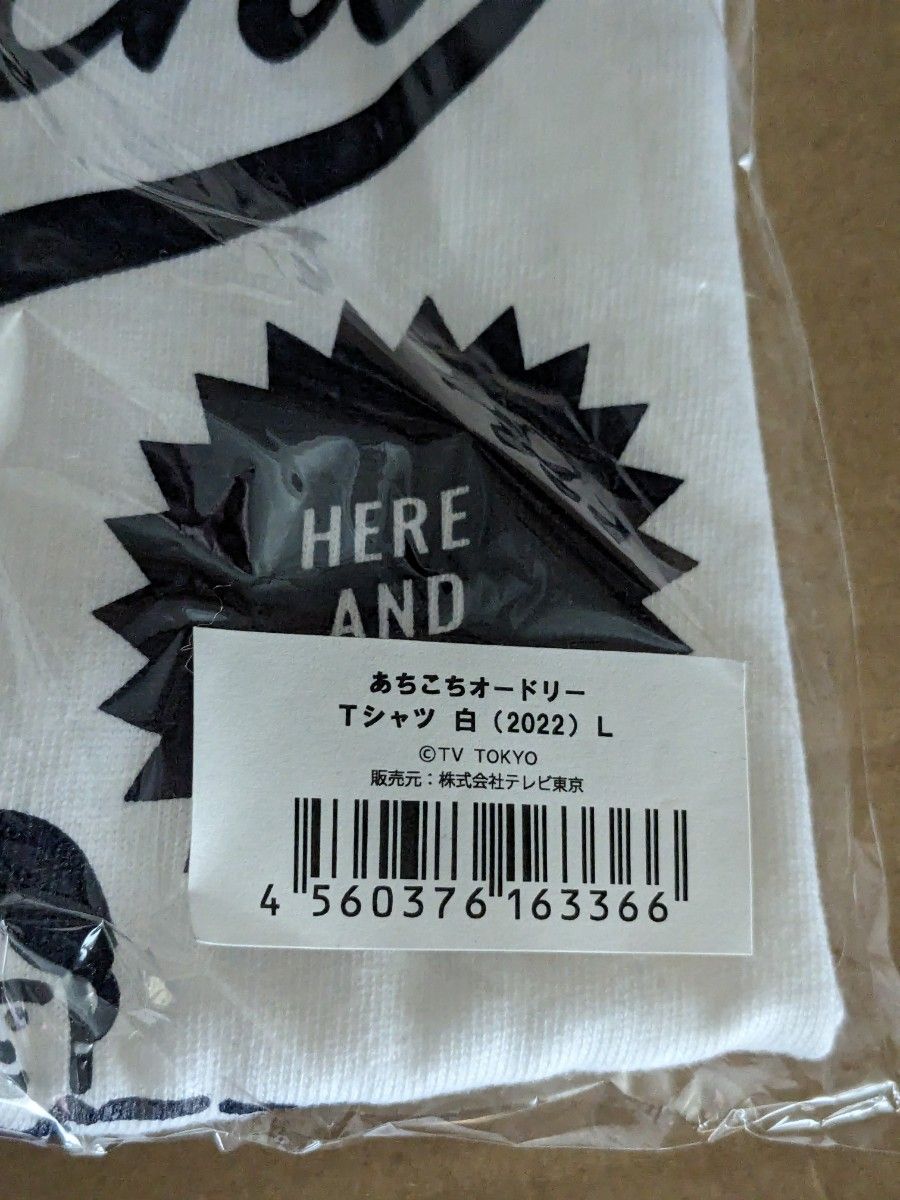 HERE
AND
あちこちオードリー
Tシャツ 白（2022）L
©TV TOKYO
販売元：株式会社テレビ東京
4 560376 163366